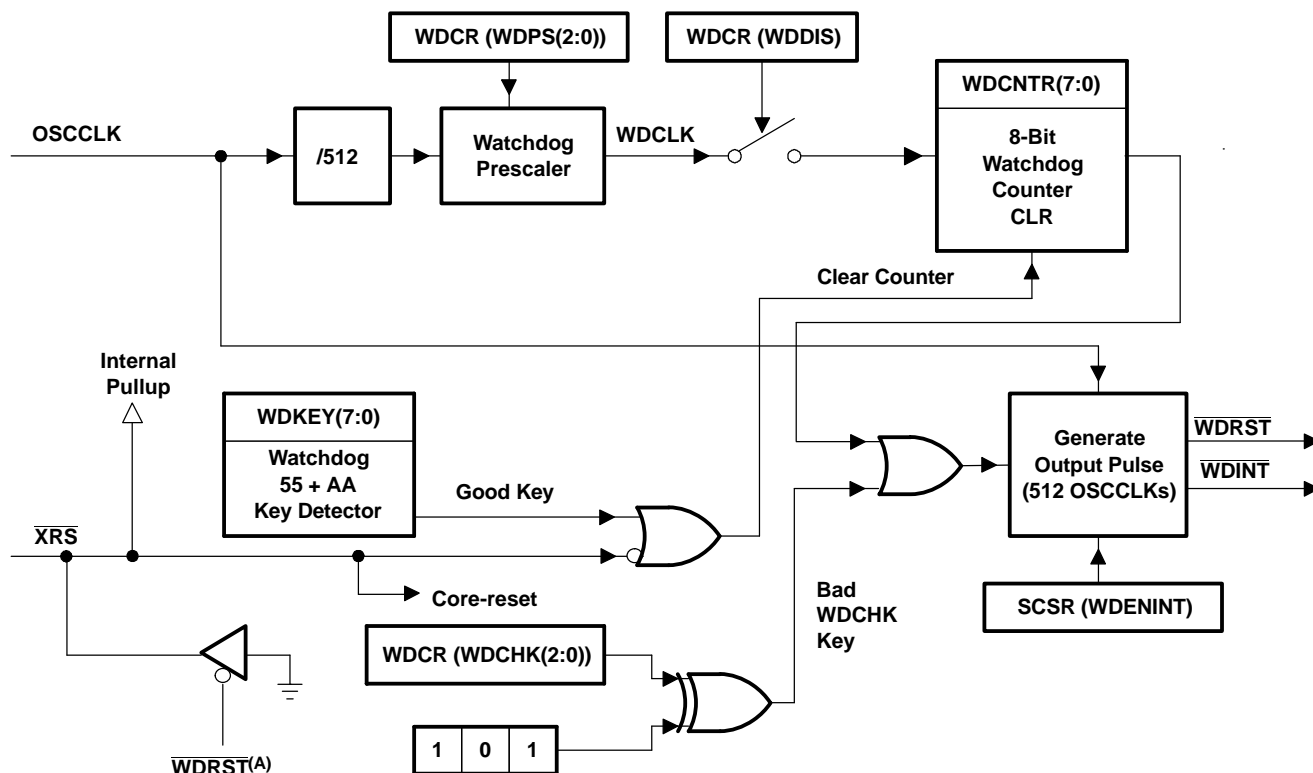 WDCR (WDPS(2:0))
WDCR (WDDIS)
WDCNTR(7:0)
OSCCLK
/512
Watchdog
Prescaler
WDCLK
8-Bit
Watchdog
Counter
CLR
Clear Counter
Internal
Pullup
WDKEY(7:0)
Watchdog
55 + AA
Key Detector
Good Key
Generate
Output Pulse
(512 OSCCLKs)
WDRST
WDINT
XRS
Core-reset
Bad
WDCHK
Key
SCSR (WDENINT)
WDCR (WDCHK(2:0))
1 0 1
WDRST(A)